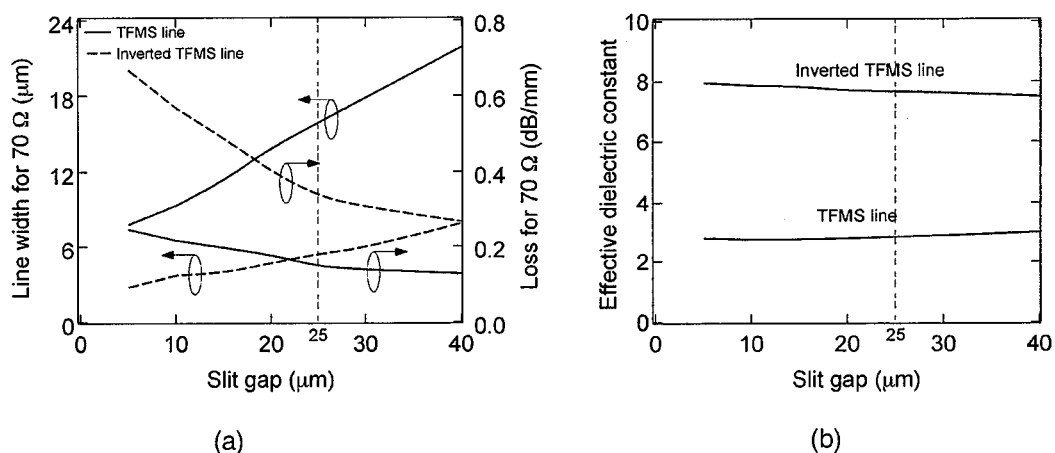 TFMS line
Inverted TFMS line
Line width for 70 Ω (μm)
24
18
12
6
0
0
10
20
25
30
40
Slit gap (μm)
0.8
0.6
0.4
0.2
0.0
Loss for 70 Ω (dB/mm)
(a)
Effective dielectric constant
10
8
6
4
2
0
Inverted TFMS line
TFMS line
0
10
20
25
30
40
Slit gap (μm)
(b)